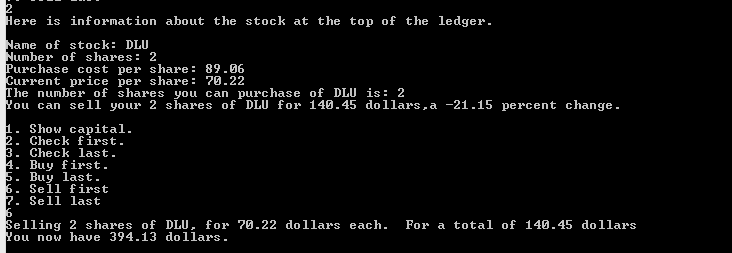 2
Here is information about the stock at the top of the ledger.
Name of stock: DLU
Number of shares: 2
Purchase cost per share: 89.06
Current price per share: 70.22
The number of shares you can purchase of DLU is: 2
You can sell your 2 shares of DLU for 140.45 dollars,a -21.15 percent change.
1. Show capital.
2. Check first.
3. Check last.
4. Buy first.
5. Buy last.
6. Sell first
7. Sell last
6
Selling 2 shares of DLU, for 70.22 dollars each.  For a total of 140.45 dollars
You now have 394.13 dollars.